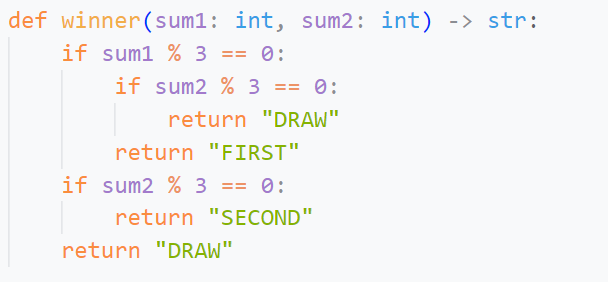 def winner(sum1: int, sum2: int) -> str:
    if sum1 % 3 == 0:
        if sum2 % 3 == 0:
            return "DRAW"
        return "FIRST"
    if sum2 % 3 == 0:
        return "SECOND"
    return "DRAW"